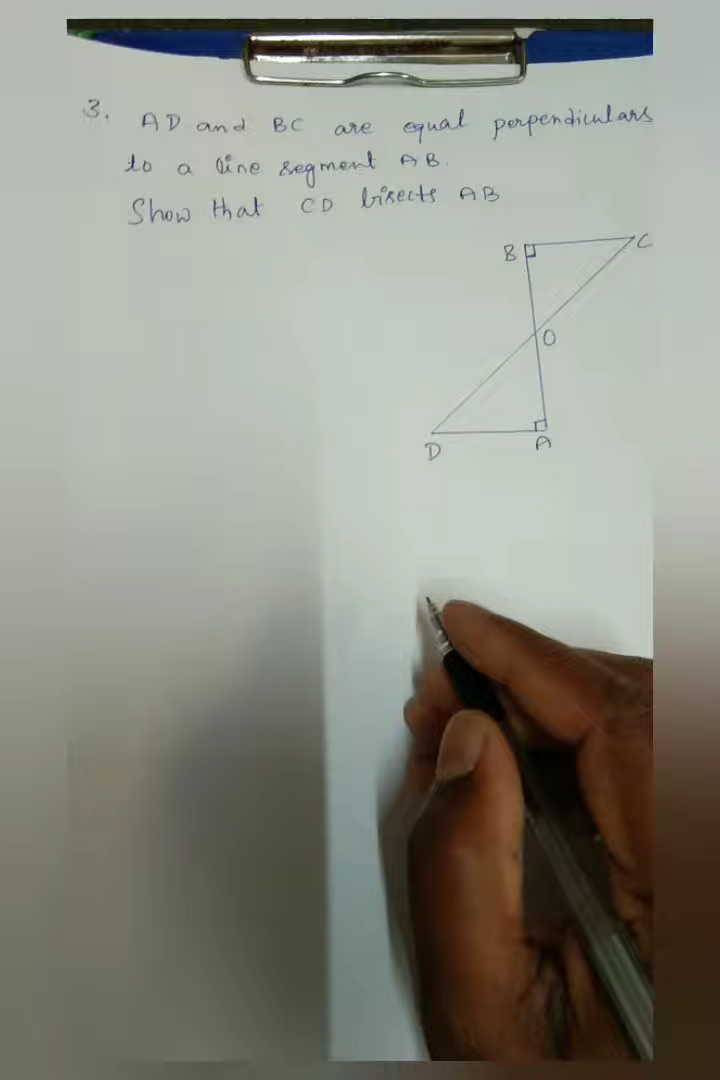 3. AD and BC are equal perpendiculars
to a line segment AB.
Show that CD bisects AB
B C
O
D A